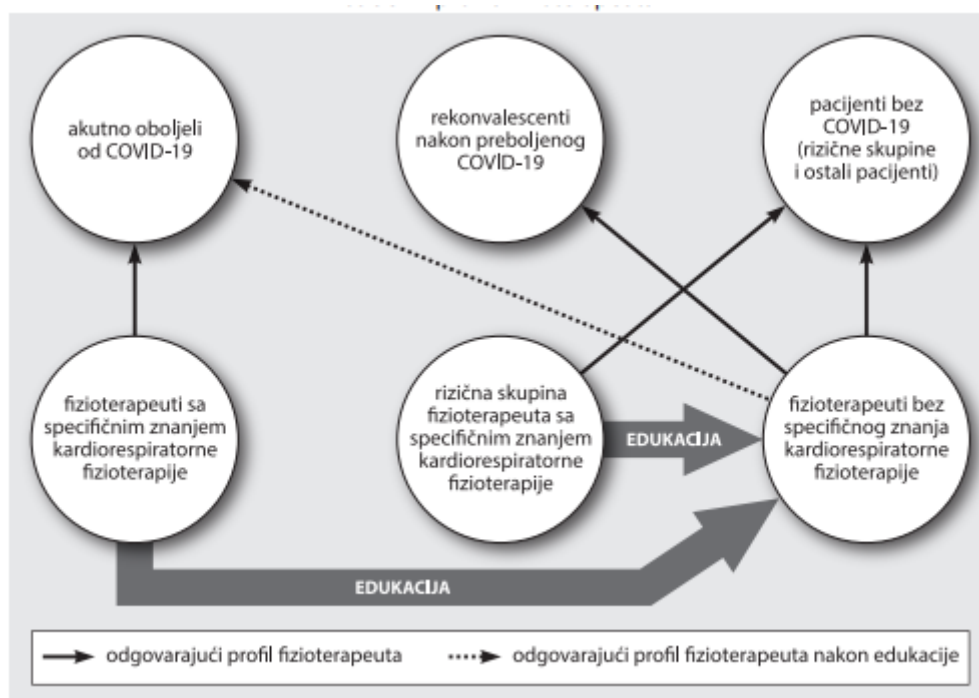 akutno oboljeli
od COVID-19
rekonvalescenti
nakon preboljenog
COVID-19
pacijenti bez
COVID-19
(rizične skupine
i ostali pacijenti)
fizioterapeuti sa
specifičnim znanjem
kardiorespiratorne
fizioterapije
rizična skupina
fizioterapeuta sa
specifičnim znanjem
kardiorespiratorne
fizioterapije
EDUKACIJA
fizioterapeuti bez
specifičnog znanja
kardiorespiratorne
fizioterapije
EDUKACIJA
odgovarajući profil fizioterapeuta
odgovarajući profil fizioterapeuta nakon edukacije